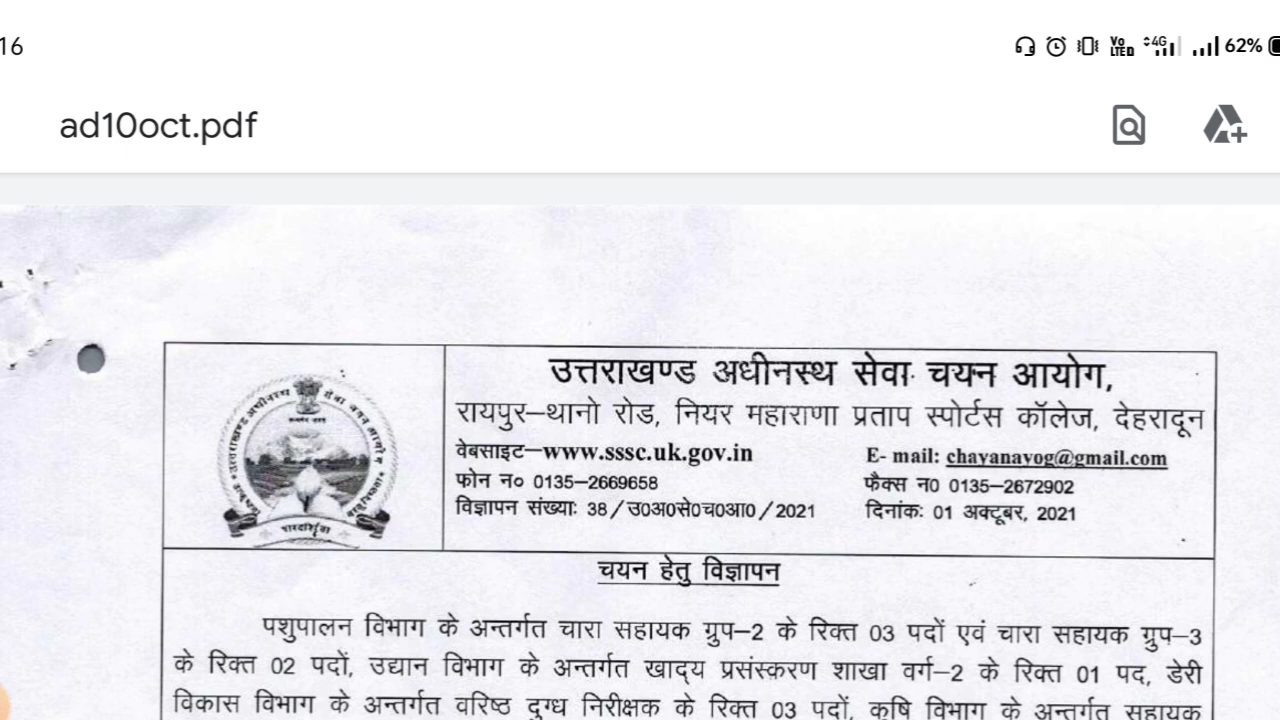 16
VoLTE 4G 62%
ad10oct.pdf
उत्तराखण्ड अधीनस्थ सेवा चयन आयोग,
रायपुर–थानो रोड, नियर महाराणा प्रताप स्पोर्टस कॉलेज, देहरादून
वेबसाइट–www.sssc.uk.gov.in E- mail: chayanayog@gmail.com
फोन न० 0135–2669658 फैक्स न0 0135–2672902
विज्ञापन संख्याः 38/उ0अ0से0च0आ0/2021 दिनांकः 01 अक्टूबर, 2021
चयन हेतु विज्ञापन
पशुपालन विभाग के अन्तर्गत चारा सहायक ग्रुप–2 के रिक्त 03 पदों एवं चारा सहायक ग्रुप–3
के रिक्त 02 पदों, उद्यान विभाग के अन्तर्गत खाद्य प्रसंस्करण शाखा वर्ग–2 के रिक्त 01 पद, डेरी
विकास विभाग के अन्तर्गत वरिष्ठ दुग्ध निरीक्षक के रिक्त 03 पदों, कृषि विभाग के अन्तर्गत सहायक